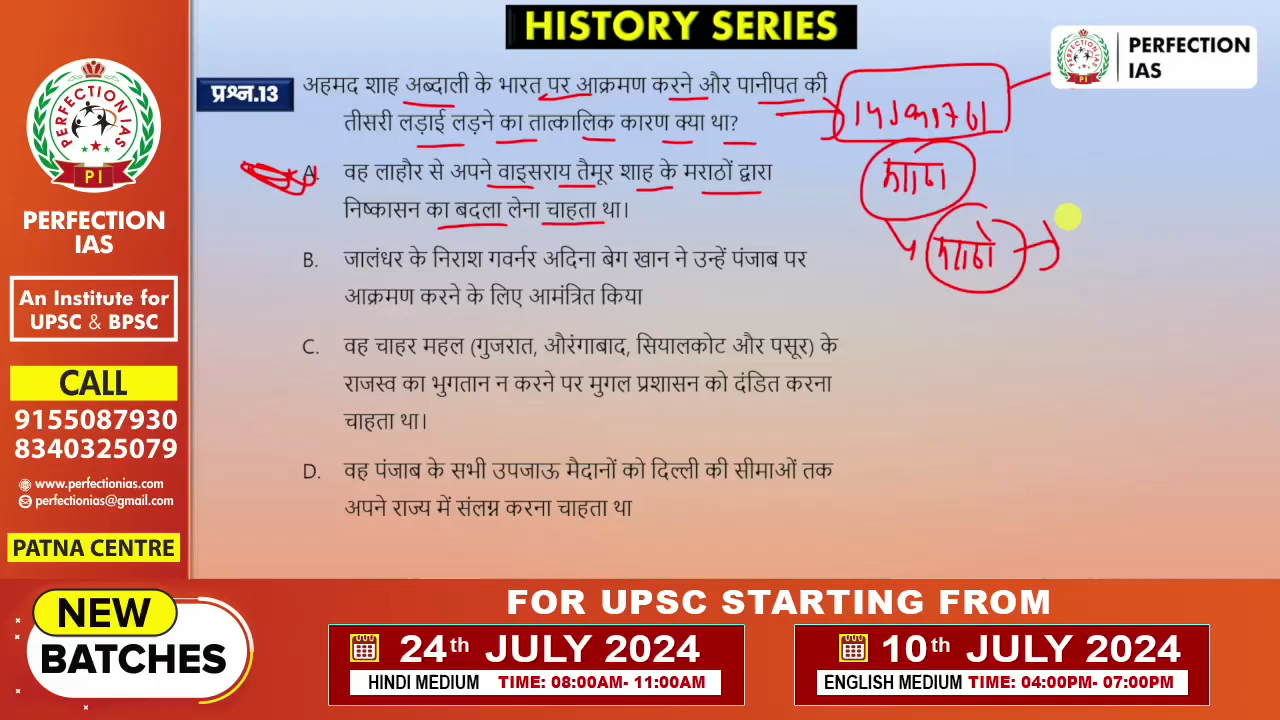 HISTORY SERIES
PERFECTION IAS
PERFECTION
IAS
PI
PERFECTION
IAS
An Institute for
UPSC & BPSC
CALL
9155087930
8340325079
www.perfectionias.com
perfectionias@gmail.com
PATNA CENTRE
प्रश्न.13
अहमद शाह अब्दाली के भारत पर आक्रमण करने और पानीपत की
तीसरी लड़ाई लड़ने का तात्कालिक कारण क्या था?
A. वह लाहौर से अपने वाइसराय तैमूर शाह के मराठों द्वारा
निष्कासन का बदला लेना चाहता था।
B. जालंधर के निराश गवर्नर अदिना बेग खान ने उन्हें पंजाब पर
आक्रमण करने के लिए आमंत्रित किया
C. वह चाहर महल (गुजरात, औरंगाबाद, सियालकोट और पसूर) के
राजस्व का भुगतान न करने पर मुगल प्रशासन को दंडित करना
चाहता था।
D. वह पंजाब के सभी उपजाऊ मैदानों को दिल्ली की सीमाओं तक
अपने राज्य में संलग्न करना चाहता था
NEW
BATCHES
FOR UPSC STARTING FROM
24th JULY 2024
HINDI MEDIUM TIME: 08:00AM- 11:00AM
10th JULY 2024
ENGLISH MEDIUM TIME: 04:00PM- 07:00PM